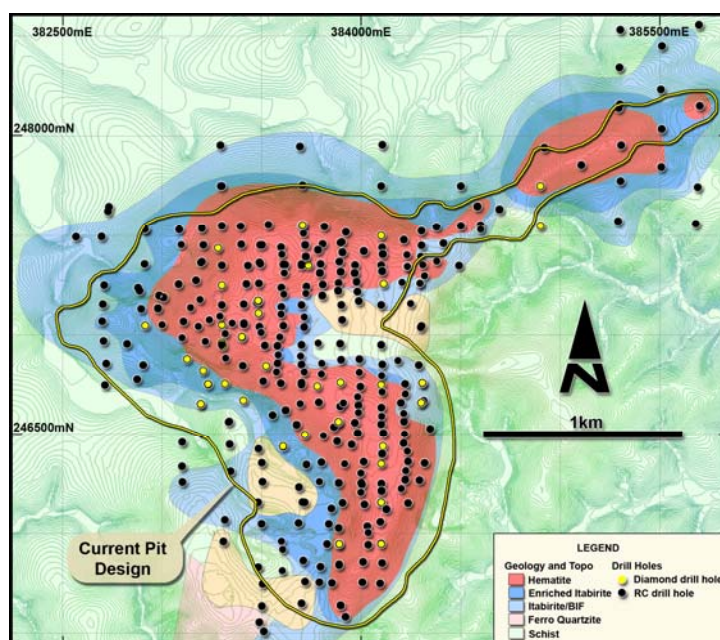 382500mE 384000mE 385500mE
248000mN
246500mN
N
1km
Current Pit
Design
LEGEND
Geology and Topo Drill Holes
Hematite Diamond drill hole
Enriched Itabirite RC drill hole
Itabirite/BIF
Ferro Quartzite
Schist